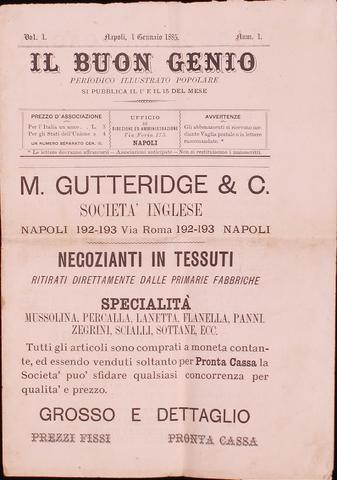 Vol. 1. Napoli, 1 Gennaio 1885. Num. 1.
IL BUON GENIO
PERIODICO ILLUSTRATO POPOLARE
SI PUBBLICA IL 1° E IL 15 DEL MESE
PREZZO D'ASSOCIAZIONE
Per l'Italia un anno . . L. 3
Per gli Stati dell'Unione » 4
UN NUMERO SEPARATO CEN.
UFFICIO
DI
DIREZIONE ED AMMINISTRAZIONE
Via Foria
NAPOLI
AVVERTENZE
Gli abbonamenti si ricevono mediante Vaglia postale o in lettere
raccomandate. *
* Le lettere dovranno affrancarsi — Associazioni anticipate — Non si restituiscono i manoscritti.
M. GUTTERIDGE & C.
SOCIETA' INGLESE
NAPOLI 192-193 Via Roma 192-193 NAPOLI
NEGOZIANTI IN TESSUTI
RITIRATI DIRETTAMENTE DALLE PRIMARIE FABBRICHE
SPECIALITÀ
MUSSOLINA, PERCALLA, LANETTA, FLANELLA, PANNI.
ZEGRINI, SCIALLI, SOTTANE, ECC.
Tutti gli articoli sono comprati a moneta contan-
te, ed essendo venduti soltanto per Pronta Cassa la
Societa' puo' sfidare qualsiasi concorrenza per
qualita' e prezzo.
GROSSO E DETTAGLIO
PREZZI FISSI PRONTA CASSA